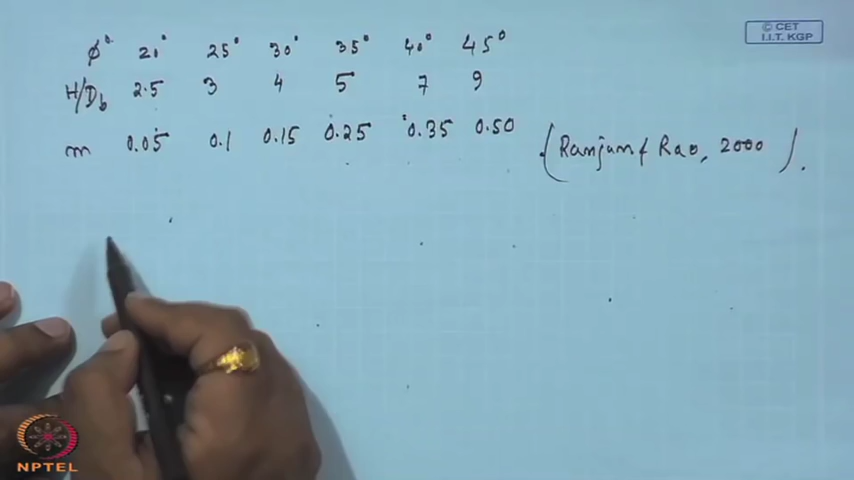 © CET
I.I.T. KGP
φ° 20° 25° 30° 35° 40° 45°
H/Db 2.5 3 4 5 7 9
m 0.05 0.1 0.15 0.25 0.35 0.50 (Ranjan & Rao, 2000).
NPTEL